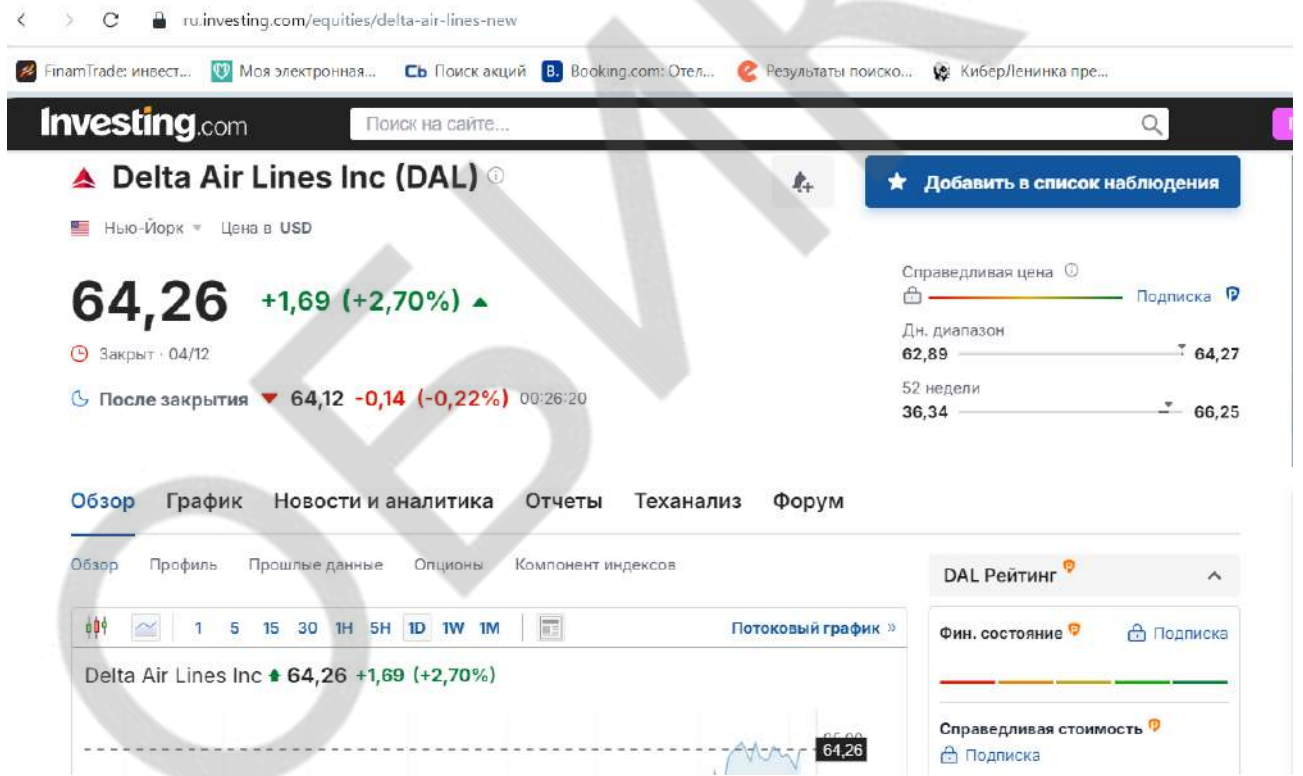 ru.investing.com/equities/delta-air-lines-new
FinamTrade: инвест... Моя электронная... Сь Поиск акций B. Booking.com: Отел... Результаты поиско... КиберЛенинка пре...
Investing.com Поиск на сайте...
Delta Air Lines Inc (DAL)
Добавить в список наблюдения
Нью-Йорк Цена в USD
64,26 +1,69 (+2,70%)
Справедливая цена
Подписка
Закрыт · 04/12
Дн. диапазон
62,89 64,27
После закрытия 64,12 -0,14 (-0,22%) 00:26:20
52 недели
36,34 66,25
Обзор График Новости и аналитика Отчеты Теханализ Форум
Обзор Профиль Прошлые данные Опционы Компонент индексов
DAL Рейтинг
1 5 15 30 1H 5H 1D 1W 1M Потоковый график »
Фин. состояние Подписка
Delta Air Lines Inc 64,26 +1,69 (+2,70%)
Справедливая стоимость
64,26
Подписка
ОБИК